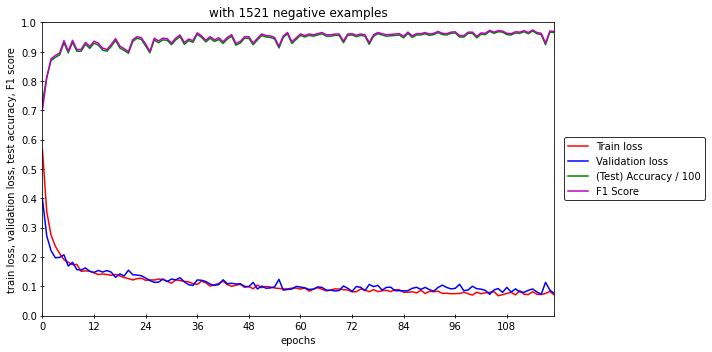 with 1521 negative examples
train loss, validation loss, test accuracy, F1 score
1.0
0.9
0.8
0.7
0.6
0.5
0.4
0.3
0.2
0.1
0.0
0 12 24 36 48 60 72 84 96 108
epochs
Train loss
Validation loss
(Test) Accuracy / 100
F1 Score